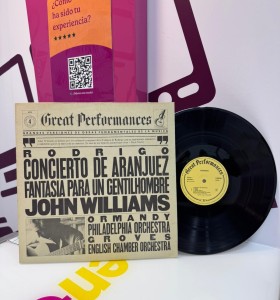 ¿Cómo
ha sido tu
experiencia?
Great Performances
RODRIGO
CONCIERTO DE ARANJUEZ
FANTASIA PARA UN GENTILHOMBRE
JOHN WILLIAMS
ORMANDY
PHILADELPHIA ORCHESTRA
GROVES
ENGLISH CHAMBER ORCHESTRA
Great Performances
en